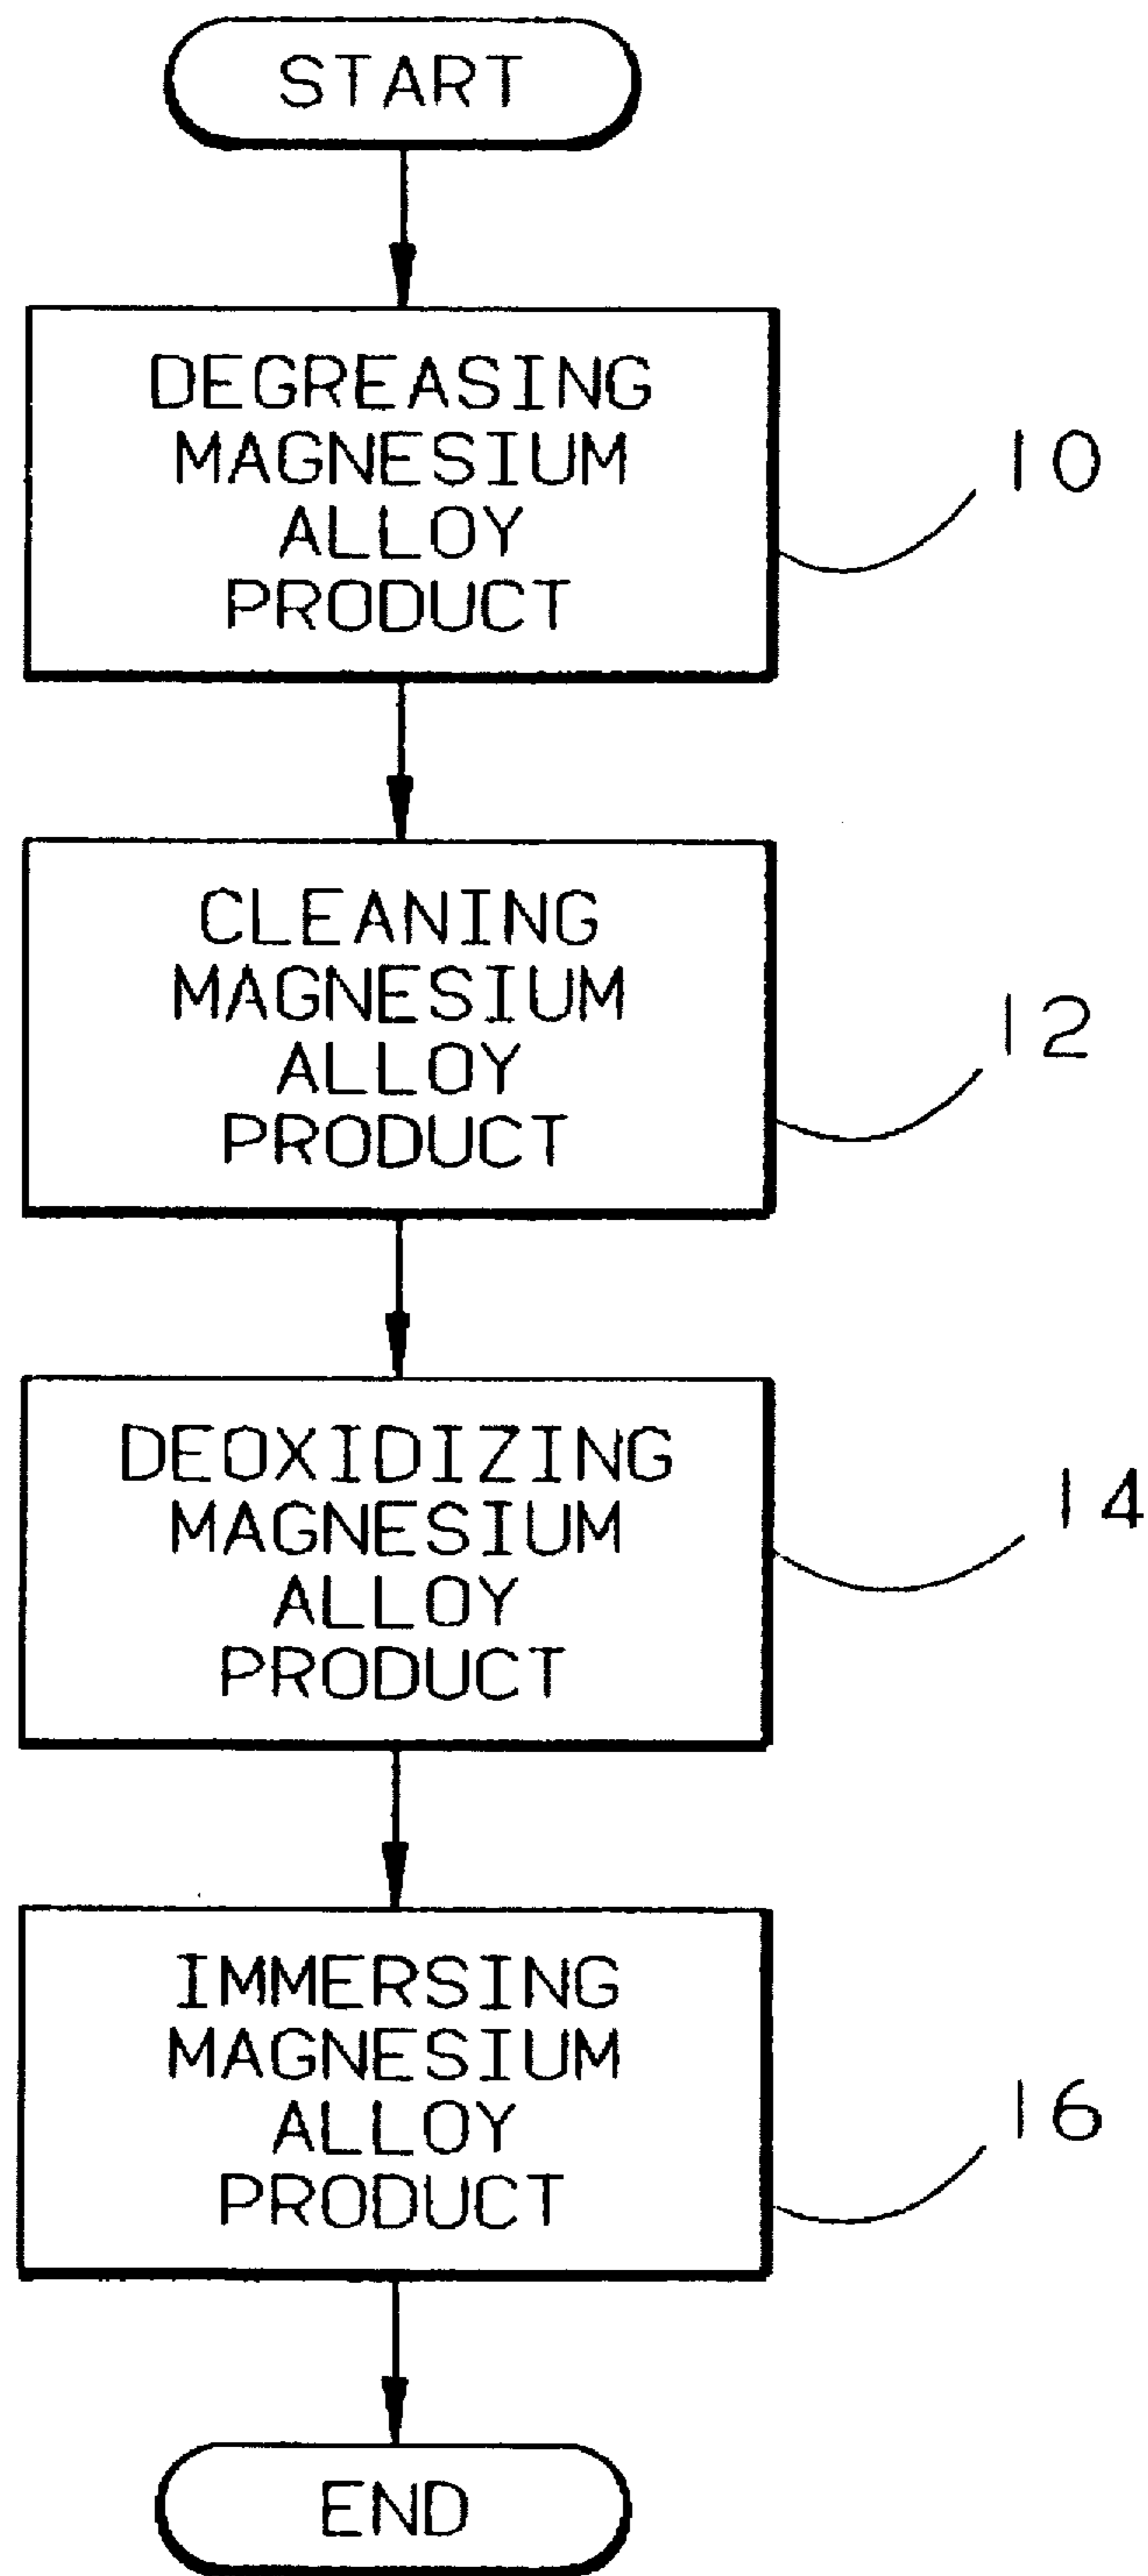 START
DEGREASING
MAGNESIUM
ALLOY
PRODUCT
10
CLEANING
MAGNESIUM
ALLOY
PRODUCT
12
DEOXIDIZING
MAGNESIUM
ALLOY
PRODUCT
14
IMMERSING
MAGNESIUM
ALLOY
PRODUCT
16
END